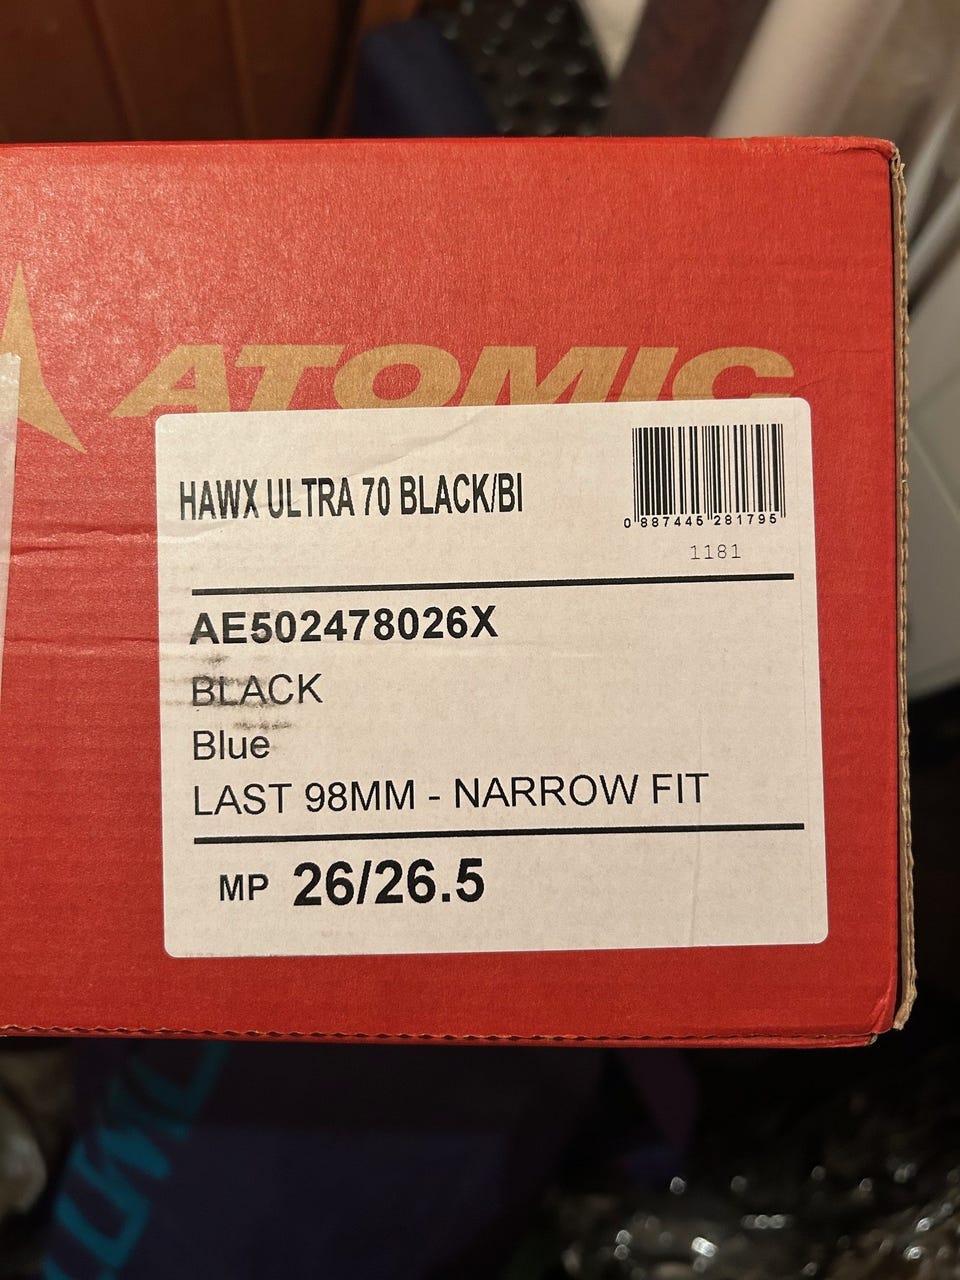 ATOMIC
HAWX ULTRA 70 BLACK/Bl
0 887445 281795
1181
AE502478026X
BLACK
Blue
LAST 98MM - NARROW FIT
MP 26/26.5